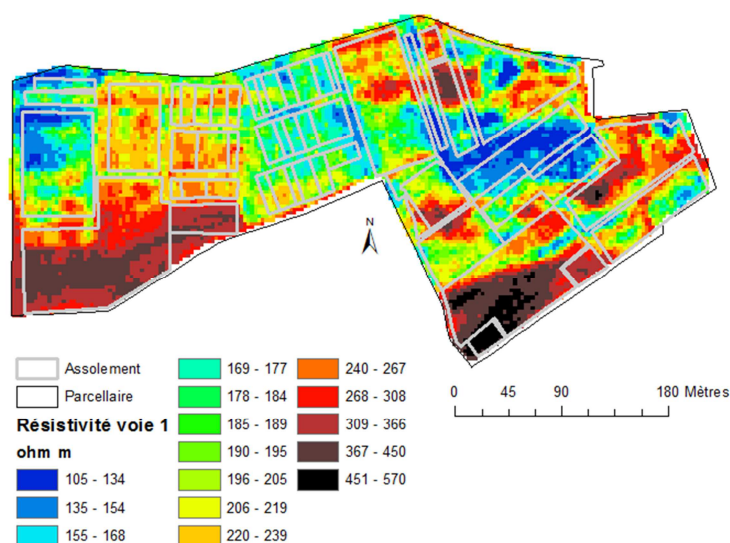 N
Assolement
Parcellaire
Résistivité voie 1
ohm m
105 - 134
135 - 154
155 - 168
169 - 177
178 - 184
185 - 189
190 - 195
196 - 205
206 - 219
220 - 239
240 - 267
268 - 308
309 - 366
367 - 450
451 - 570
0 45 90 180 Mètres